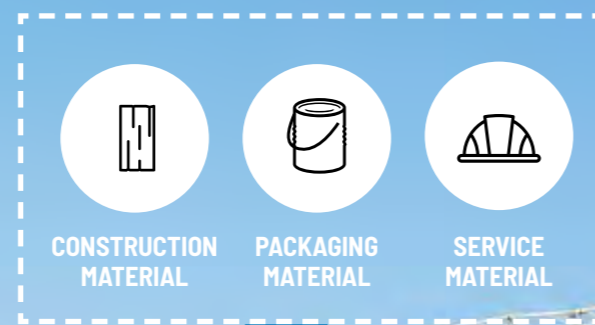 CONSTRUCTION
MATERIAL
PACKAGING
MATERIAL
SERVICE
MATERIAL